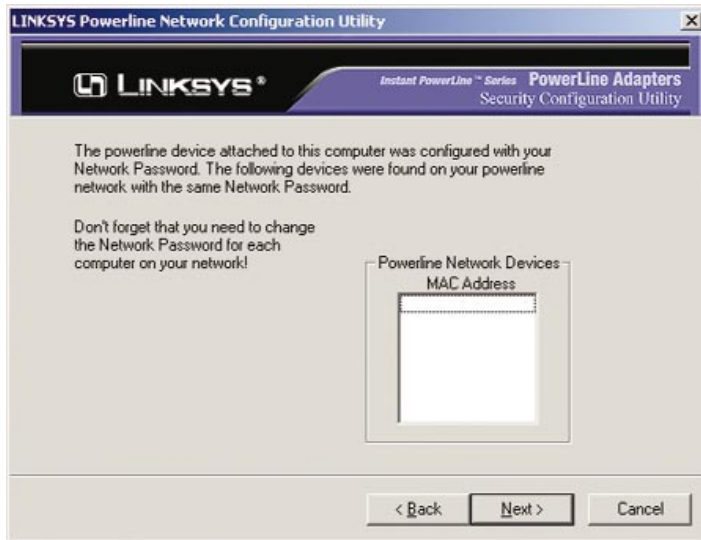 LINKSYS Powerline Network Configuration Utility
LINKSYS®
Instant PowerLine™ Series PowerLine Adapters
Security Configuration Utility
The powerline device attached to this computer was configured with your
Network Password. The following devices were found on your powerline
network with the same Network Password.
Don't forget that you need to change
the Network Password for each
computer on your network!
Powerline Network Devices
MAC Address
< Back
Next >
Cancel